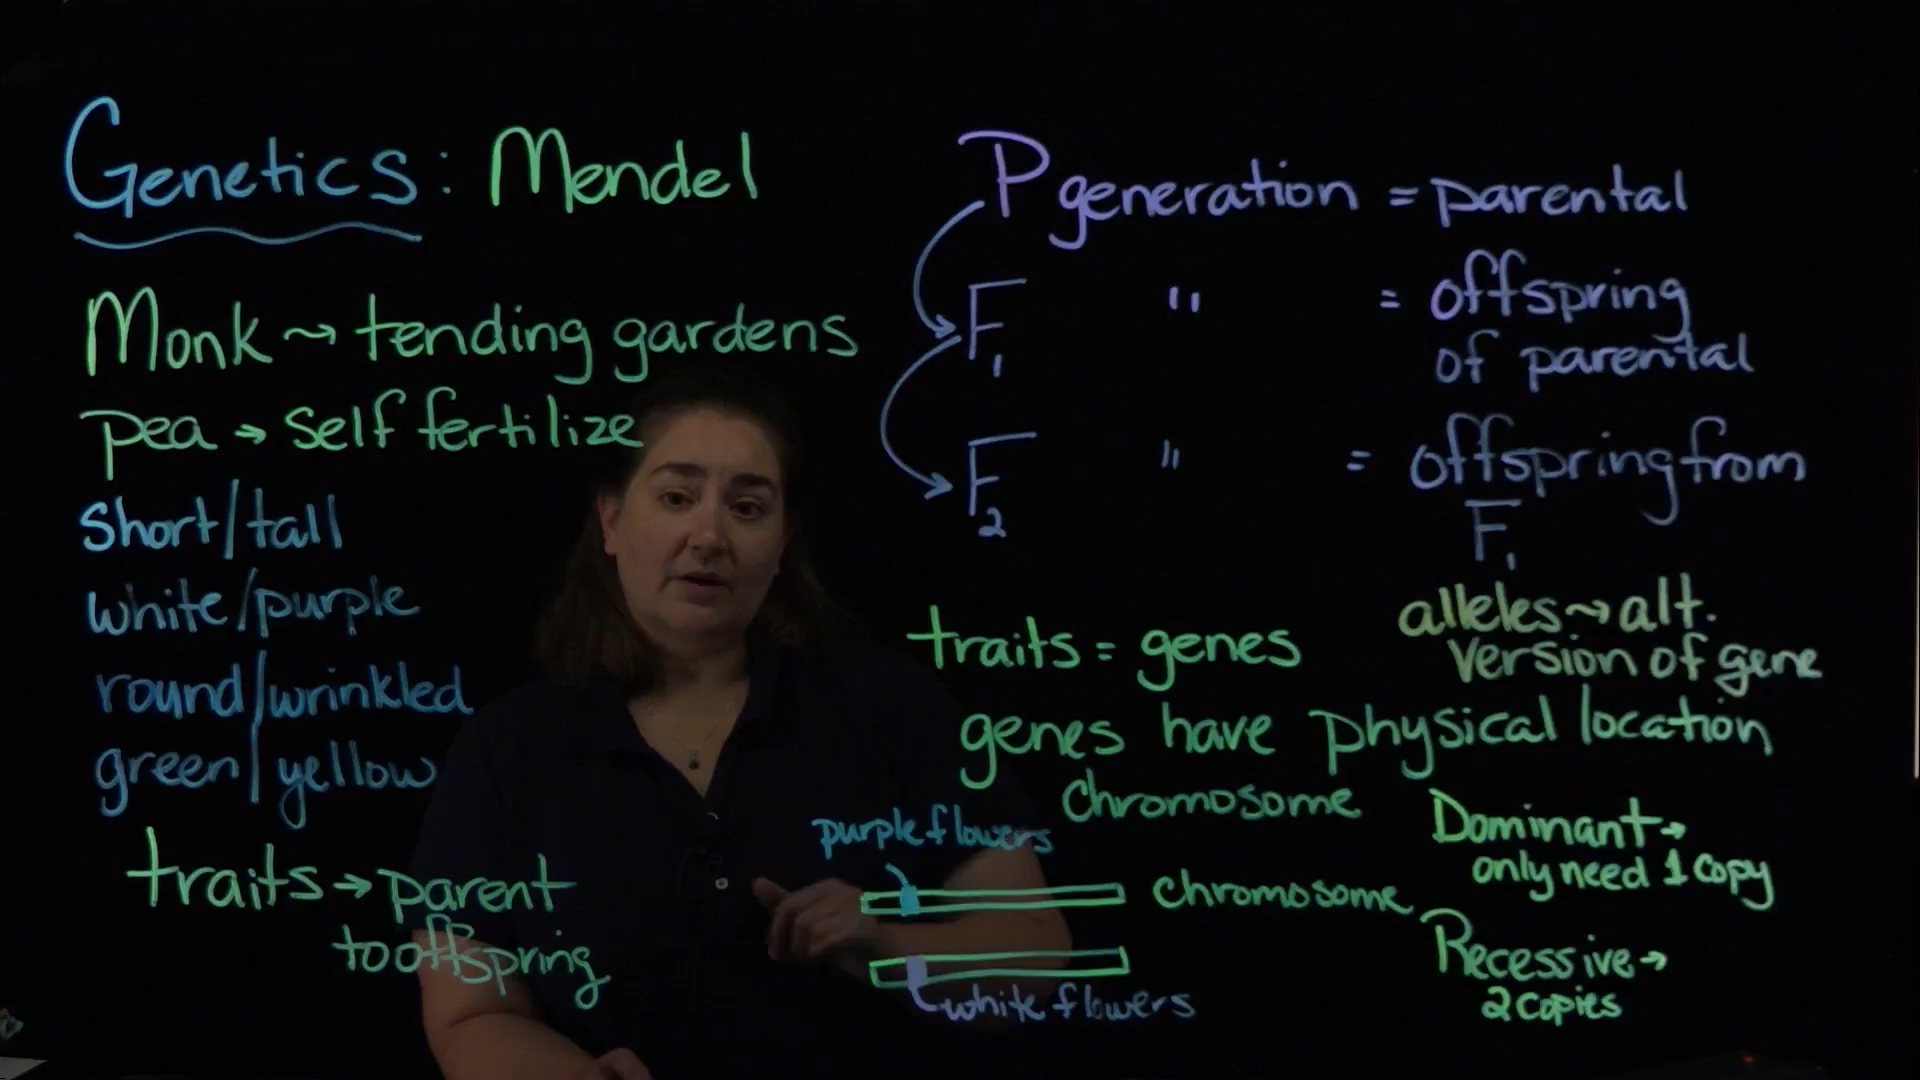 Genetics: Mendel
Monk ⇝ tending gardens
pea → self fertilize
short/tall
white/purple
round/wrinkled
green/yellow
traits → parent
to offspring
P generation = parental
F1 " = offspring
of parental
F2 " = offspring from
F1
traits = genes
alleles ⇝ alt.
version of gene
genes have physical location
chromosome
purple flowers
chromosome
white flowers
Dominant →
only need 1 copy
Recessive →
2 copies